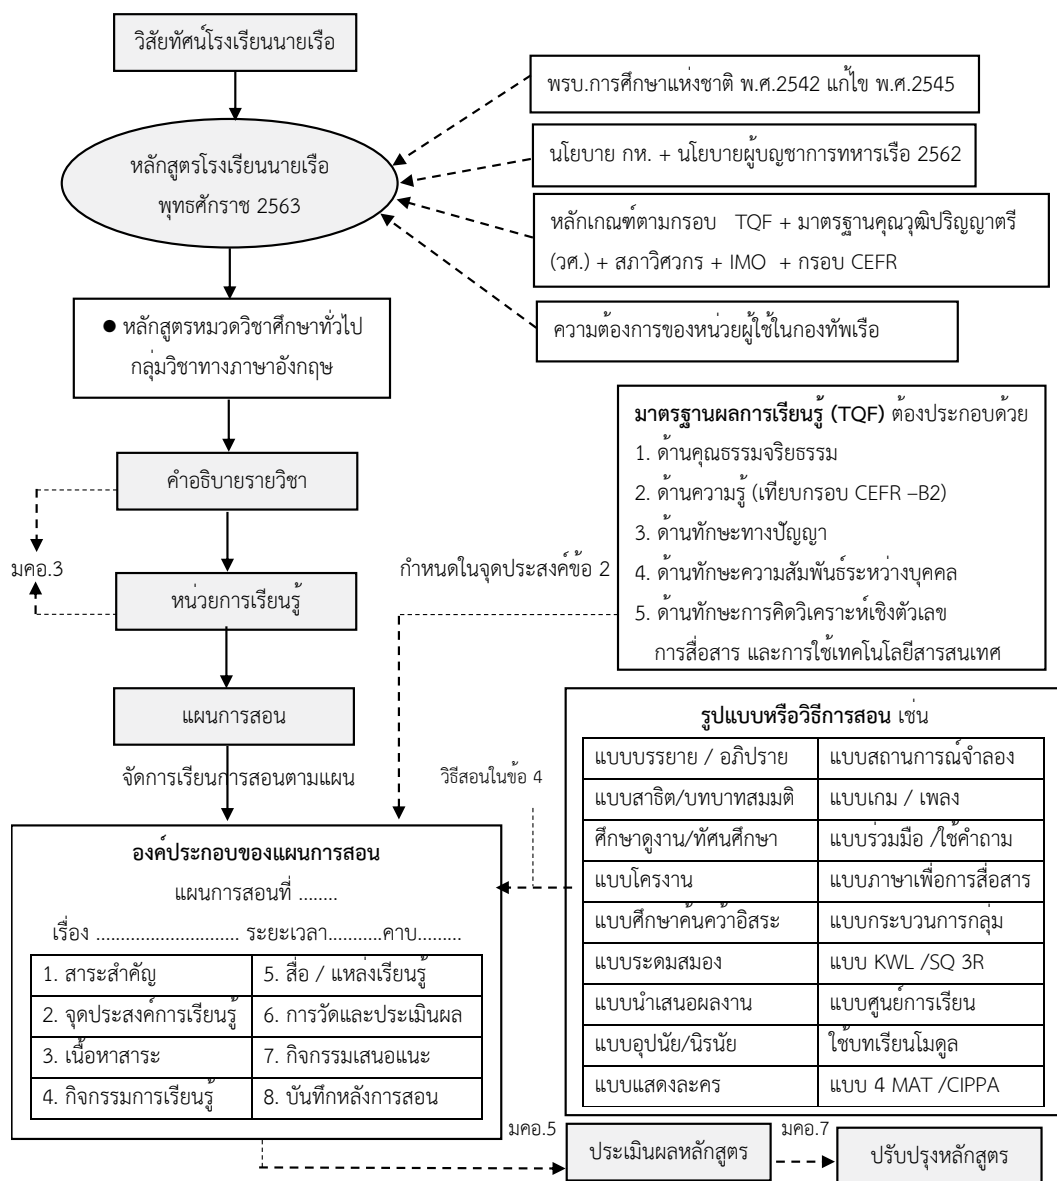 วิสัยทัศน์โรงเรียนนายเรือ
หลักสูตรโรงเรียนนายเรือ
พุทธศักราช 2563
พรบ.การศึกษาแห่งชาติ พ.ศ.2542 แก้ไข พ.ศ.2545
นโยบาย กห. + นโยบายผู้บญชาการทหารเรือ 2562
หลักเกณฑ์ตามกรอบ TQF + มาตรฐานคุณวุฒิปริญญาตรี
(วศ.) + สภาวิศวกร + IMO + กรอบ CEFR
ความต้องการของหน่วยผู้ใช้ในกองทัพเรือ
● หลักสูตรหมวดวิชาศึกษาทั่วไป
กลุ่มวิชาทางภาษาอังกฤษ
คำอธิบายรายวิชา
มคอ.3
หน่วยการเรียนรู้
แผนการสอน
จัดการเรียนการสอนตามแผน
มาตรฐานผลการเรียนรู้ (TQF) ต้องประกอบด้วย
1. ด้านคุณธรรมจริยธรรม
2. ด้านความรู้ (เทียบกรอบ CEFR –B2)
3. ด้านทักษะทางปัญญา
4. ด้านทักษะความสัมพันธ์ระหว่างบุคคล
5. ด้านทักษะการคิดวิเคราะห์เชิงตัวเลข
การสื่อสาร และการใช้เทคโนโลยีสารสนเทศ
กำหนดในจุดประสงค์ข้อ 2
วิธีสอนในข้อ 4
รูปแบบหรือวิธีการสอน เช่น
แบบบรรยาย / อภิปราย
แบบสถานการณ์จำลอง
แบบสาธิต/บทบาทสมมติ
แบบเกม / เพลง
ศึกษาดูงาน/ทัศนศึกษา
แบบร่วมมือ /ใช้คำถาม
แบบโครงงาน
แบบภาษาเพื่อการสื่อสาร
แบบศึกษาค้นคว้าอิสระ
แบบกระบวนการกลุ่ม
แบบระดมสมอง
แบบ KWL /SQ 3R
แบบนำเสนอผลงาน
แบบศูนย์การเรียน
แบบอุปนัย/นิรนัย
ใช้บทเรียนโมดูล
แบบแสดงละคร
แบบ 4 MAT /CIPPA
องค์ประกอบของแผนการสอน
แผนการสอนที่ ........
เรื่อง ............................ ระยะเวลา...........คาบ.........
1. สาระสำคัญ
5. สื่อ / แหล่งเรียนรู้
2. จุดประสงค์การเรียนรู้
6. การวัดและประเมินผล
3. เนื้อหาสาระ
7. กิจกรรมเสนอแนะ
4. กิจกรรมการเรียนรู้
8. บันทึกหลังการสอน
มคอ.5
ประเมินผลหลักสูตร
มคอ.7
ปรับปรุงหลักสูตร